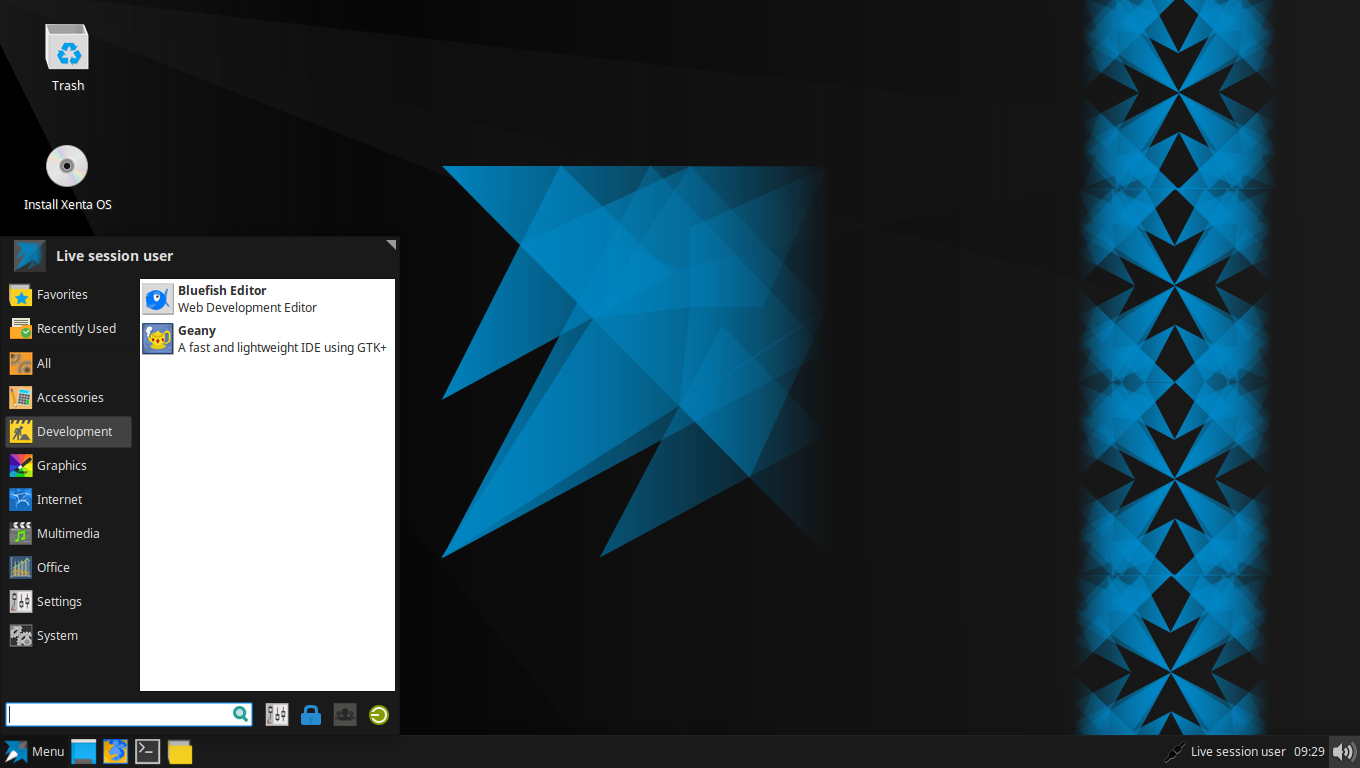 Trash
Install Xenta OS
Live session user
Favorites
Recently Used
All
Accessories
Development
Graphics
Internet
Multimedia
Office
Settings
System
Bluefish Editor
Web Development Editor
Geany
A fast and lightweight IDE using GTK+
Menu
Live session user 09:29